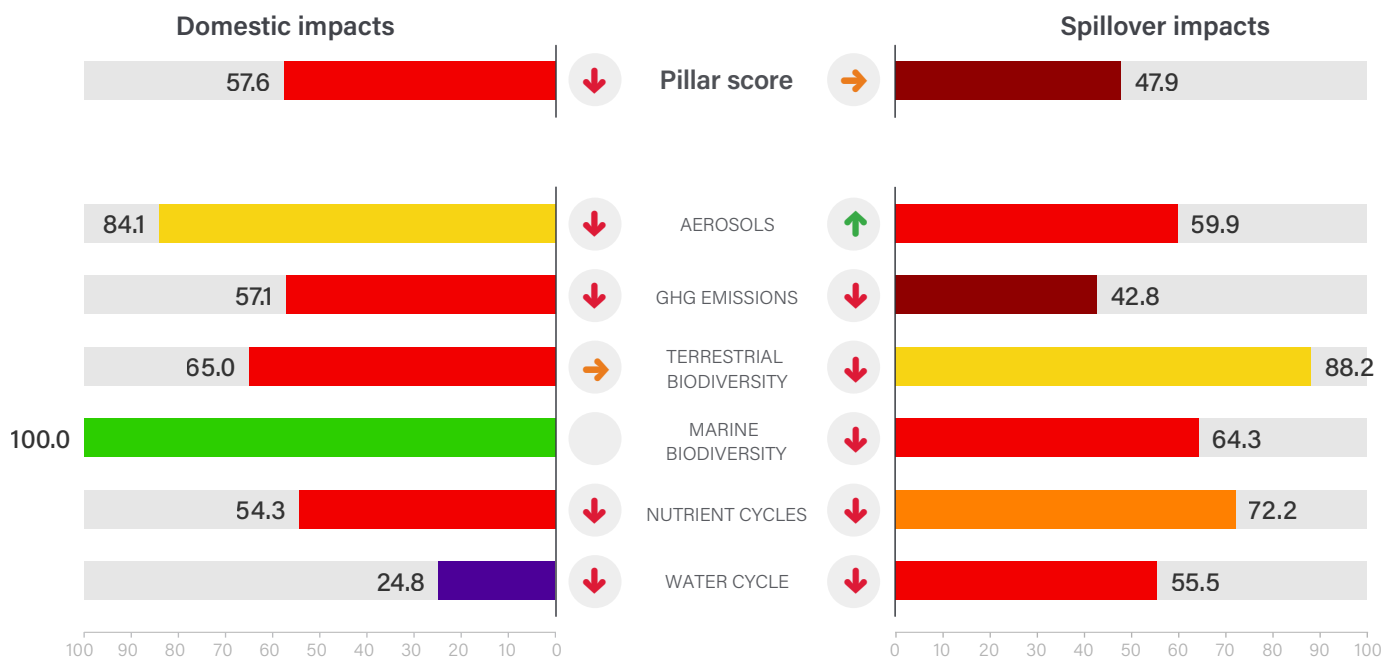 Domestic impacts
Spillover impacts
57.6
Pillar score
47.9
84.1
AEROSOLS
59.9
57.1
GHG EMISSIONS
42.8
65.0
TERRESTRIAL
BIODIVERSITY
88.2
100.0
MARINE
BIODIVERSITY
64.3
54.3
NUTRIENT CYCLES
72.2
24.8
WATER CYCLE
55.5
100 90 80 70 60 50 40 30 20 10 0
0 10 20 30 40 50 60 70 80 90 100